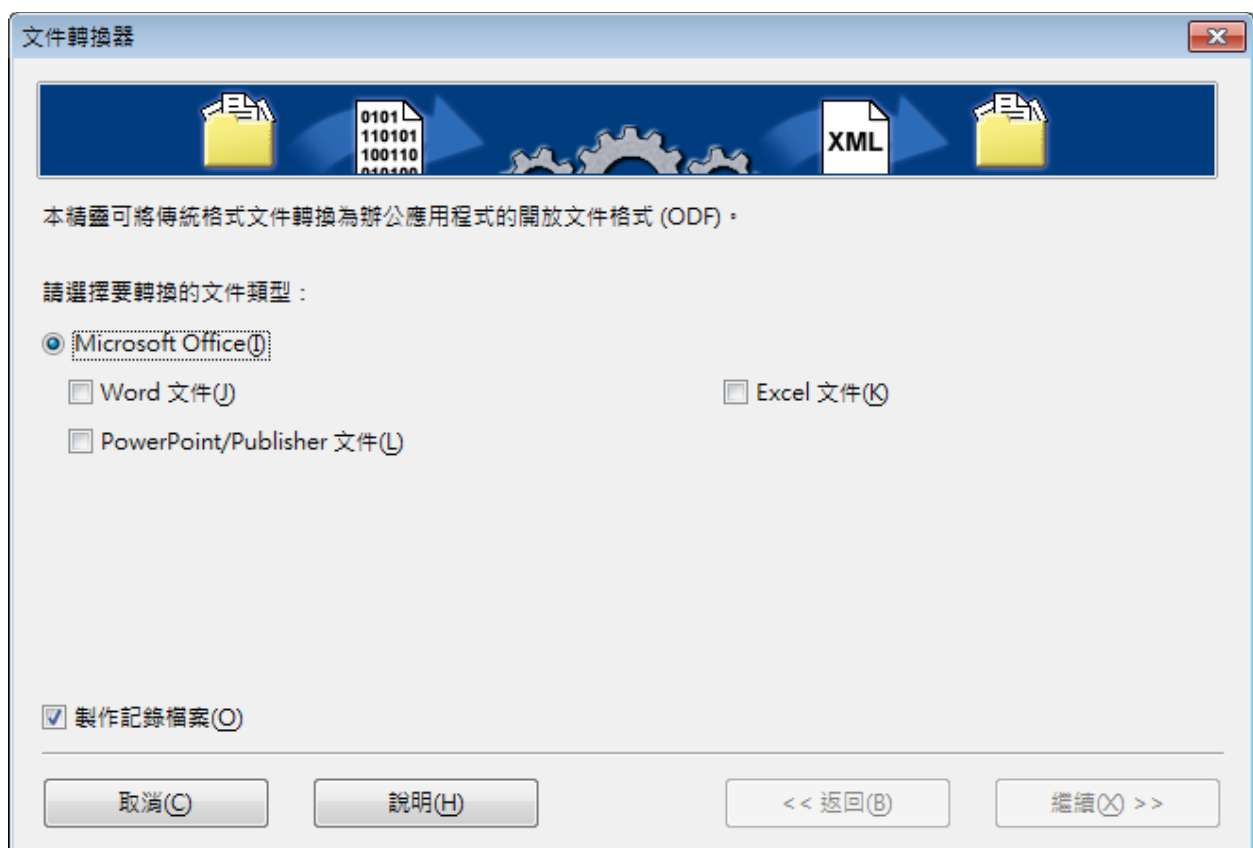 文件轉換器
0101
110101
100110
010100
XML
本精靈可將傳統格式文件轉換為辦公應用程式的開放文件格式 (ODF)。
請選擇要轉換的文件類型：
Microsoft Office(I)
Word 文件(J)
Excel 文件(K)
PowerPoint/Publisher 文件(L)
製作記錄檔案(O)
取消(C)
說明(H)
<< 返回(B)
繼續(X) >>